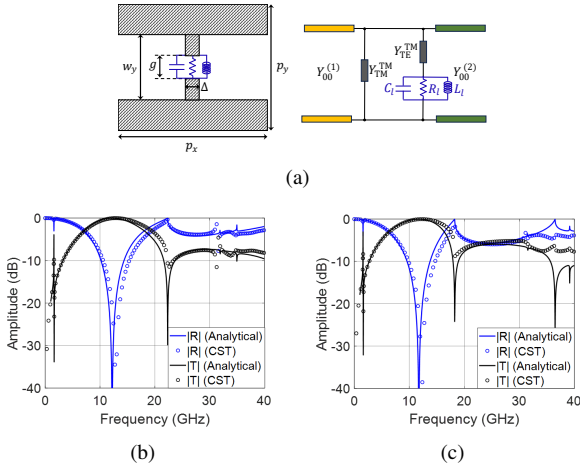 w_y
g
Δ
p_y
p_x
Y_00^(1)
Y_TM^TM
Y_TE^TM
Y_00^(2)
C_l
R_l
L_l
(a)
0
-10
-20
-30
-40
Amplitude (dB)
0 10 20 30 40
Frequency (GHz)
|R| (Analytical)
|R| (CST)
|T| (Analytical)
|T| (CST)
(b)
0
-10
-20
-30
-40
Amplitude (dB)
0 10 20 30 40
Frequency (GHz)
|R| (Analytical)
|R| (CST)
|T| (Analytical)
|T| (CST)
(c)